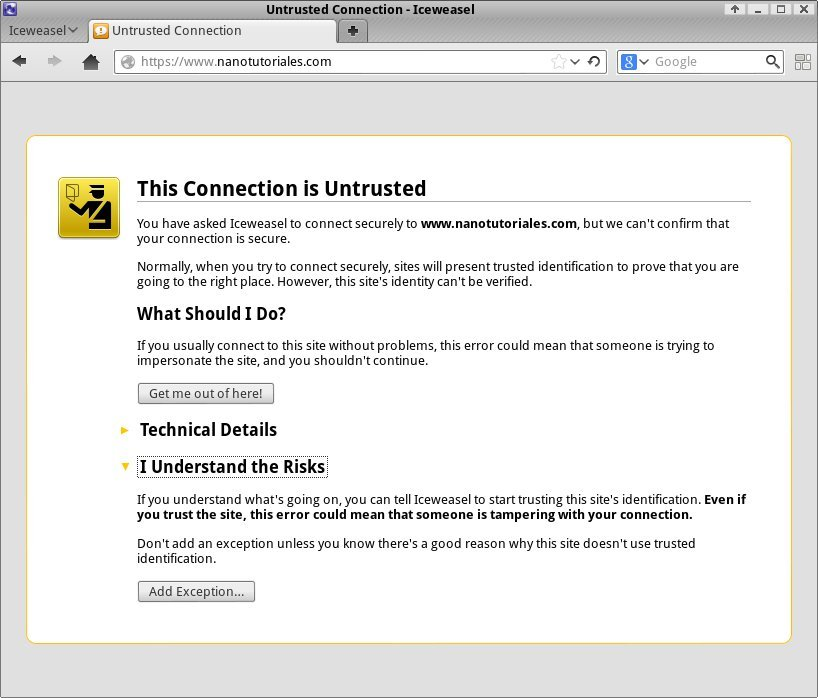 Untrusted Connection - Iceweasel
Iceweasel
Untrusted Connection
https://www.nanotutoriales.com
Google
This Connection is Untrusted
You have asked Iceweasel to connect securely to www.nanotutoriales.com, but we can't confirm that
your connection is secure.
Normally, when you try to connect securely, sites will present trusted identification to prove that you are
going to the right place. However, this site's identity can't be verified.
What Should I Do?
If you usually connect to this site without problems, this error could mean that someone is trying to
impersonate the site, and you shouldn't continue.
Get me out of here!
Technical Details
I Understand the Risks
If you understand what's going on, you can tell Iceweasel to start trusting this site's identification. Even if
you trust the site, this error could mean that someone is tampering with your connection.
Don't add an exception unless you know there's a good reason why this site doesn't use trusted
identification.
Add Exception...